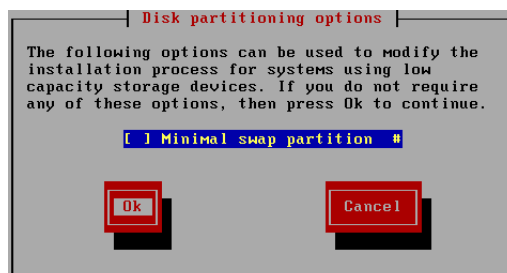 Disk partitioning options
The following options can be used to modify the
installation process for systems using low
capacity storage devices. If you do not require
any of these options, then press Ok to continue.
[ ] Minimal swap partition #
Ok Cancel